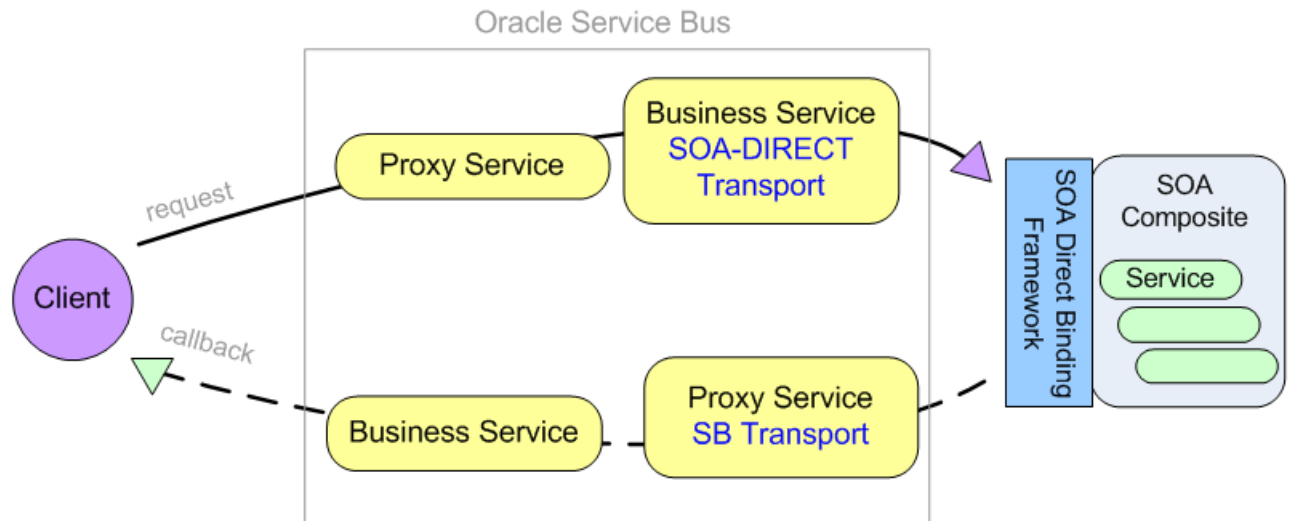 Oracle Service Bus
Business Service
SOA-DIRECT
Transport
Proxy Service
request
SOA Direct Binding
Framework
SOA
Composite
Service
Client
callback
Proxy Service
SB Transport
Business Service